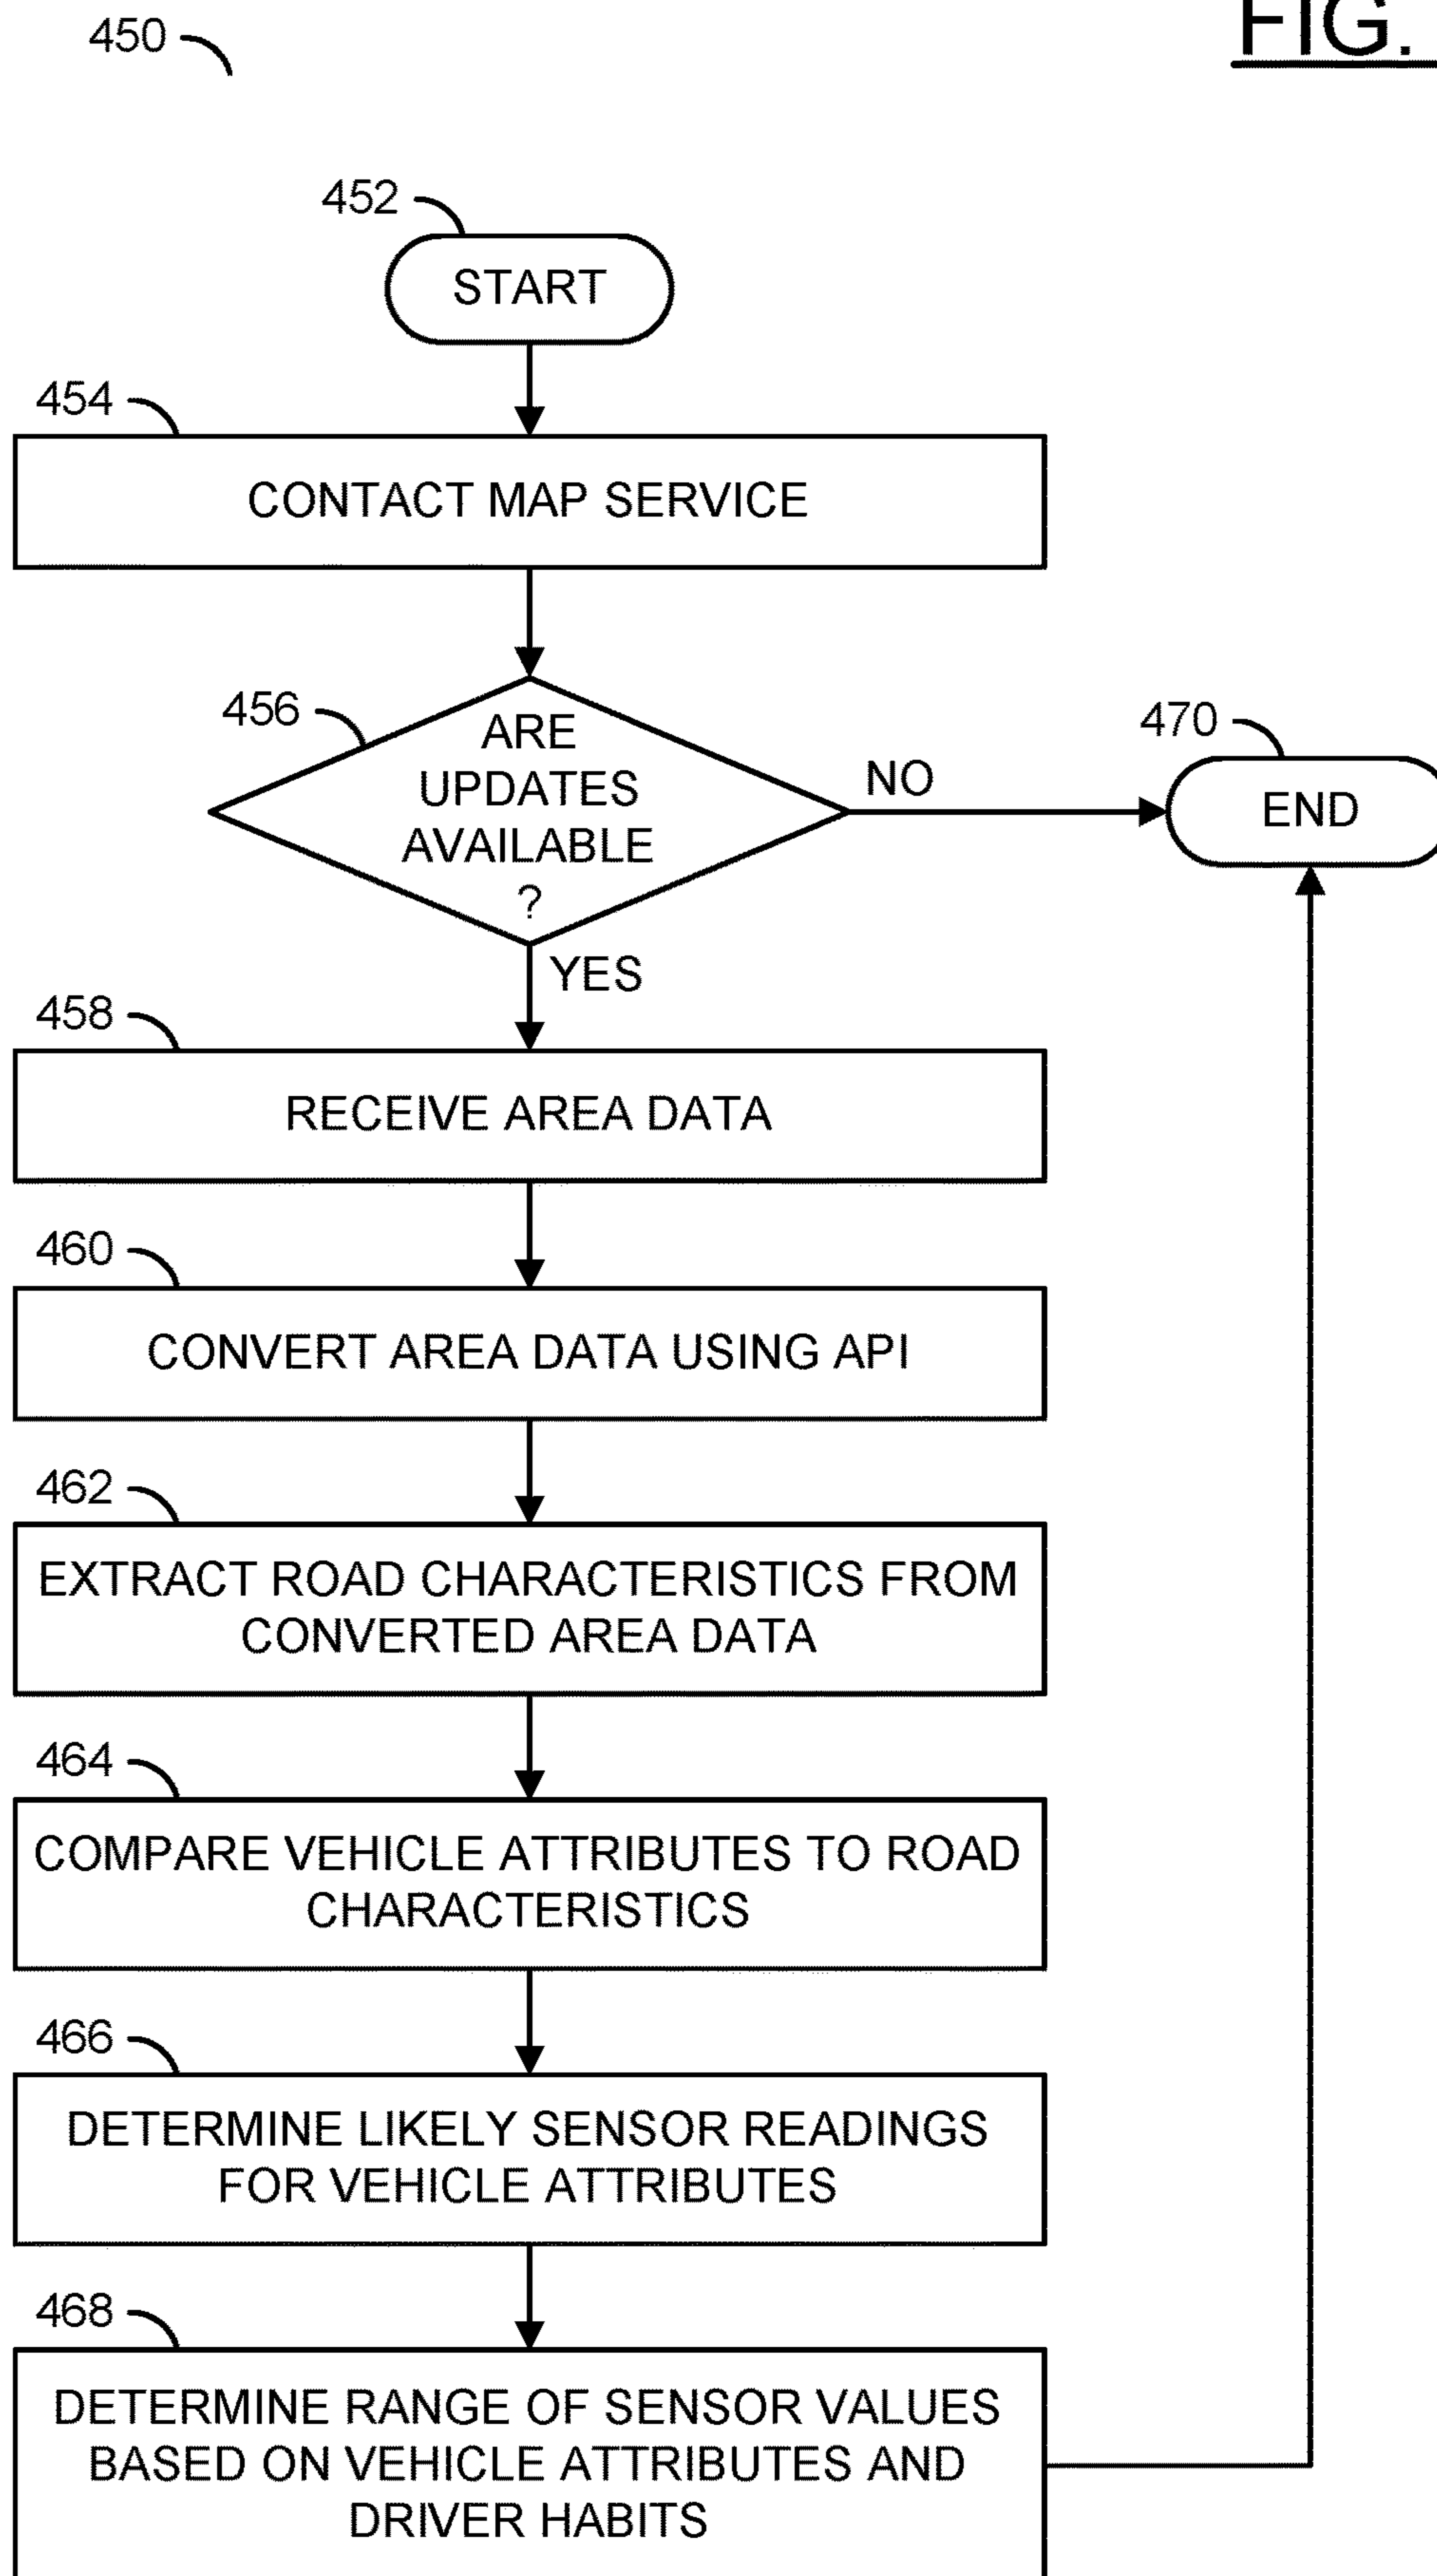 450
FIG.
452
START
454
CONTACT MAP SERVICE
456
ARE
UPDATES
AVAILABLE
?
NO
470
END
YES
458
RECEIVE AREA DATA
460
CONVERT AREA DATA USING API
462
EXTRACT ROAD CHARACTERISTICS FROM
CONVERTED AREA DATA
464
COMPARE VEHICLE ATTRIBUTES TO ROAD
CHARACTERISTICS
466
DETERMINE LIKELY SENSOR READINGS
FOR VEHICLE ATTRIBUTES
468
DETERMINE RANGE OF SENSOR VALUES
BASED ON VEHICLE ATTRIBUTES AND
DRIVER HABITS